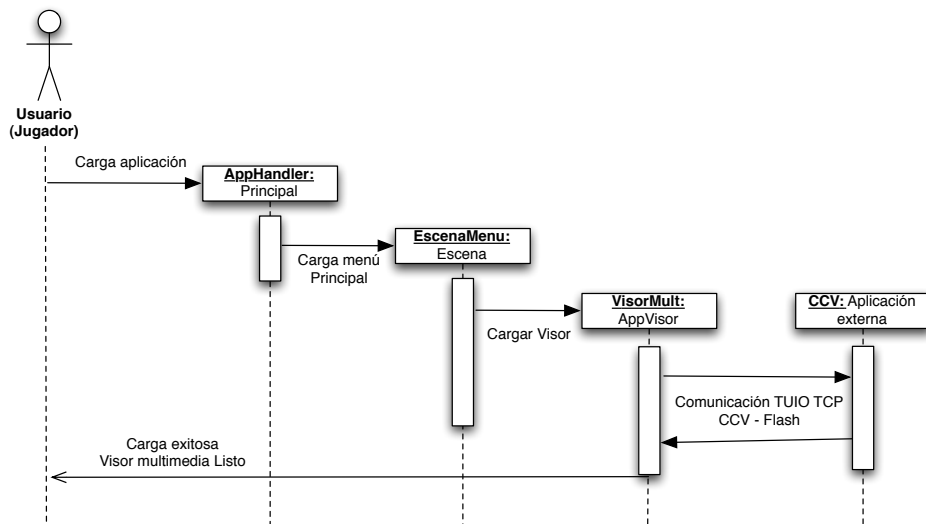 Usuario
(Jugador)
Carga aplicación
AppHandler:
Principal
Carga menú
Principal
EscenaMenu:
Escena
Cargar Visor
VisorMult:
AppVisor
CCV: Aplicación
externa
Comunicación TUIO TCP
CCV - Flash
Carga exitosa
Visor multimedia Listo